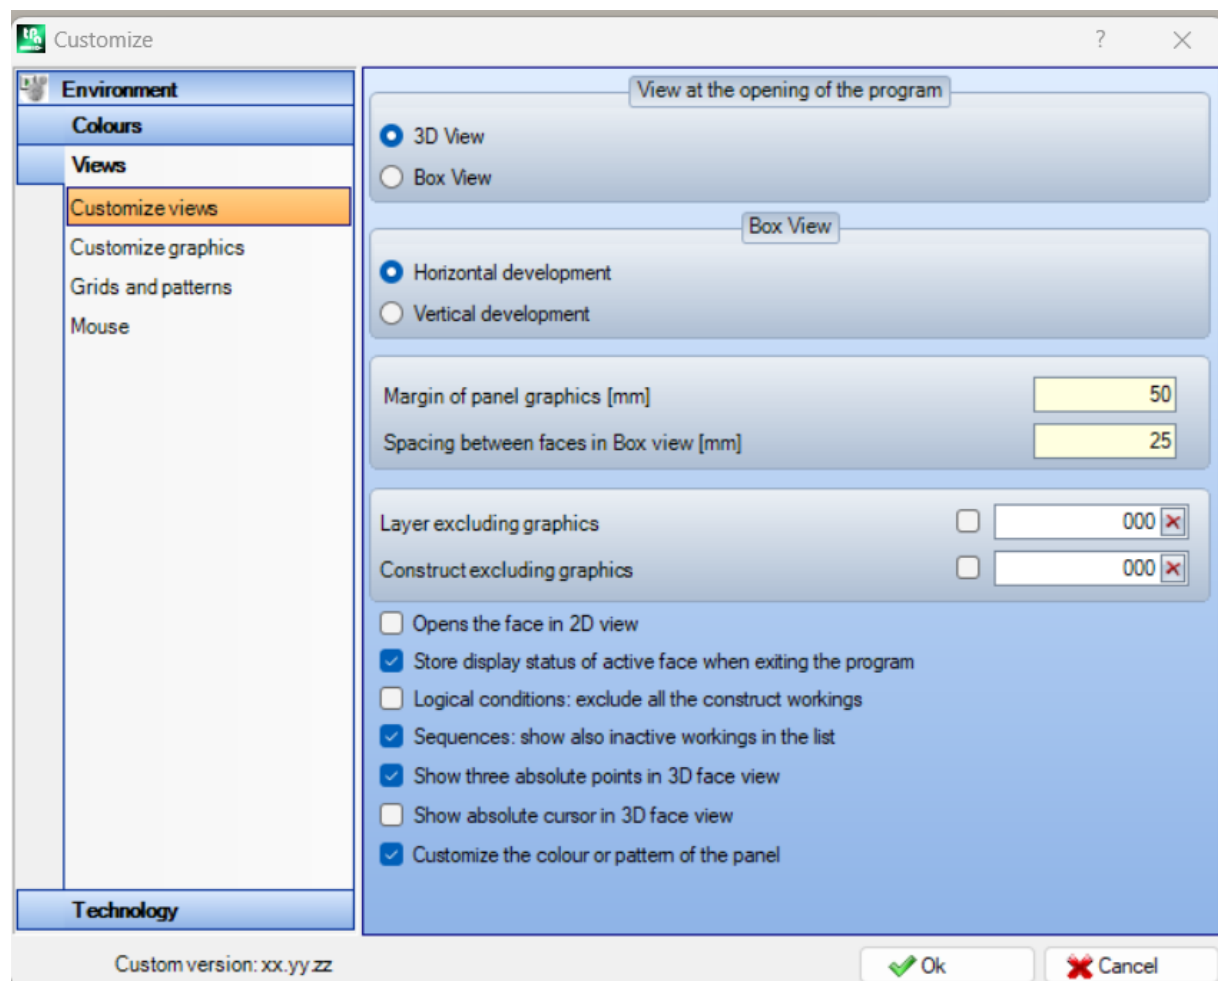 Customize
?
Environment
Colours
Views
Customize views
Customize graphics
Grids and patterns
Mouse
Technology
View at the opening of the program
3D View
Box View
Box View
Horizontal development
Vertical development
Margin of panel graphics [mm] 50
Spacing between faces in Box view [mm] 25
Layer excluding graphics 000
Construct excluding graphics 000
Opens the face in 2D view
Store display status of active face when exiting the program
Logical conditions: exclude all the construct workings
Sequences: show also inactive workings in the list
Show three absolute points in 3D face view
Show absolute cursor in 3D face view
Customize the colour or pattern of the panel
Custom version: xx.yy.zz
Ok
Cancel